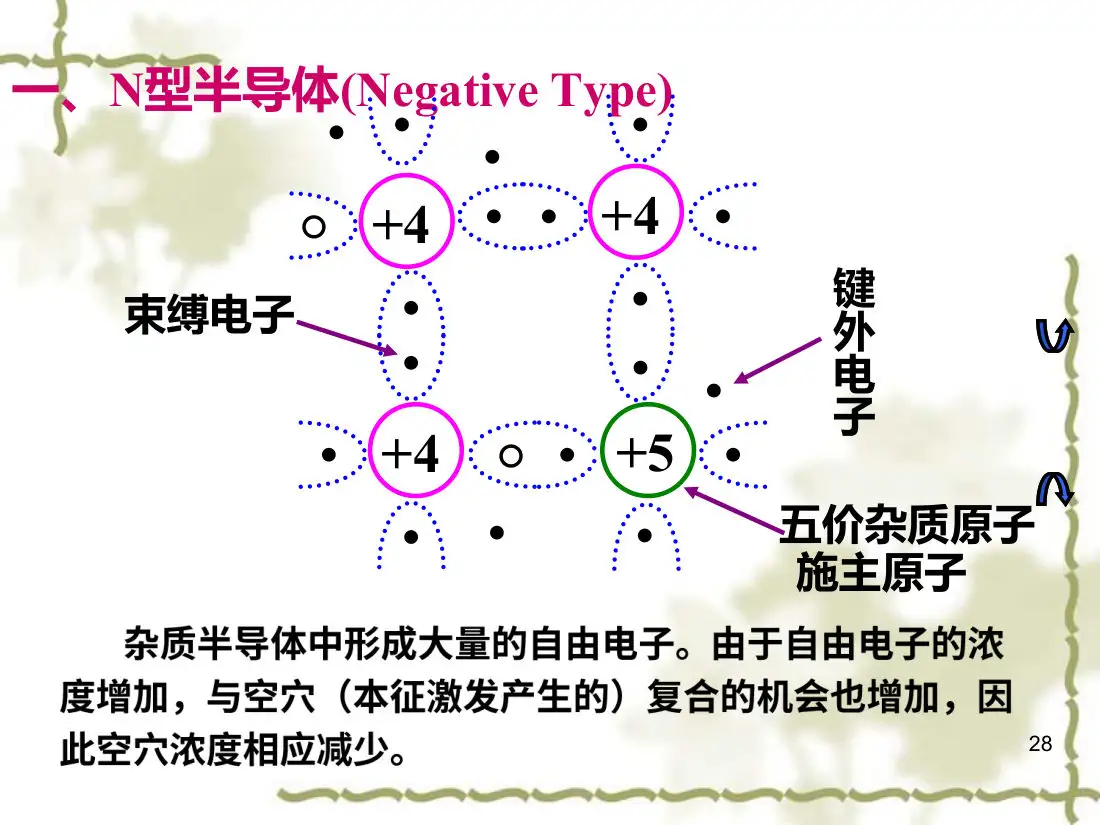 一、N型半导体(Negative Type)
+4
+4
束缚电子
键外电子
+4
+5
五价杂质原子
施主原子
杂质半导体中形成大量的自由电子。由于自由电子的浓
度增加，与空穴（本征激发产生的）复合的机会也增加，因
此空穴浓度相应减少。
28